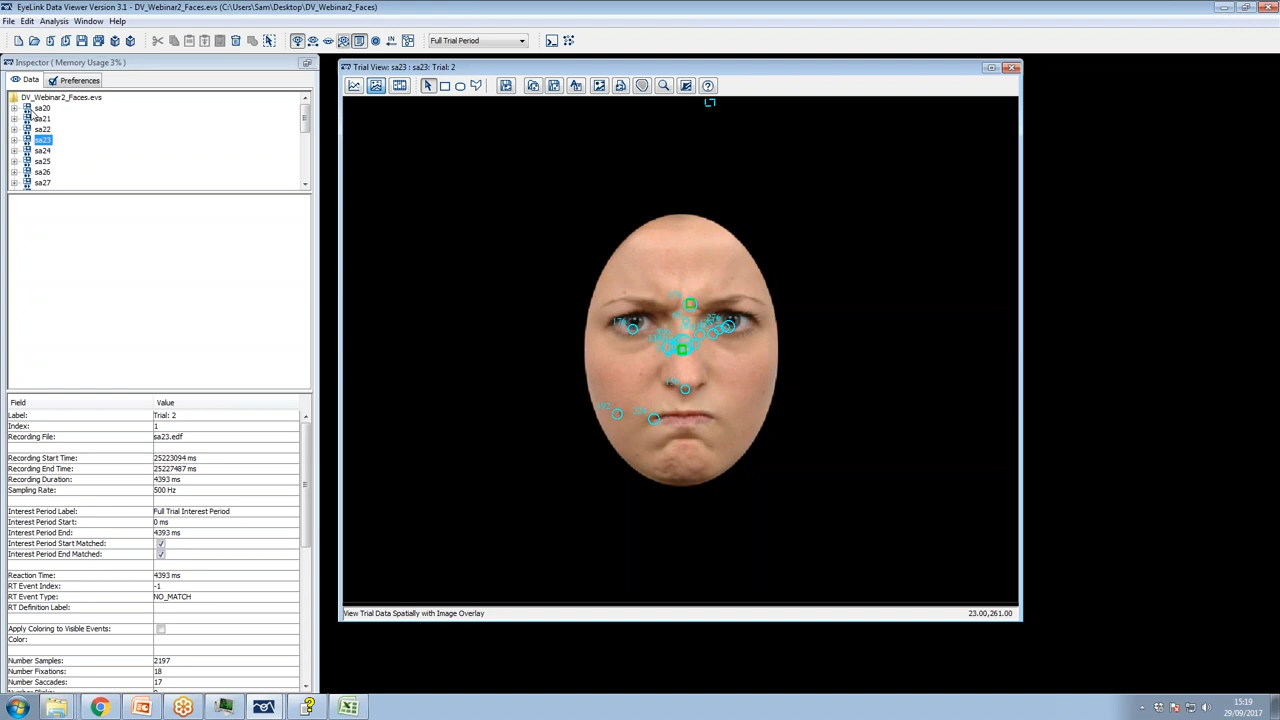 EyeLink Data Viewer Version 3.1 - DV_Webinar2_Faces.evs (C:\Users\Sam\Desktop\DV_Webinar2_Faces)
File Edit Analysis Window Help
Full Trial Period
Inspector ( Memory Usage 3% )
Trial View: sa23 : sa23: Trial: 2
Data Preferences
DV_Webinar2_Faces.evs
sa20
sa21
sa22
sa23
sa24
sa25
sa26
sa27
176
Field Value
Label: Trial: 2
Index: 1
Recording File: sa23.edf
Recording Start Time: 25223094 ms
Recording End Time: 25227487 ms
Recording Duration: 4393 ms
Sampling Rate: 500 Hz
Interest Period Label: Full Trial Interest Period
Interest Period Start: 0 ms
Interest Period End: 4393 ms
Interest Period Start Matched:
Interest Period End Matched:
Reaction Time: 4393 ms
RT Event Index: -1
RT Event Type: NO_MATCH
RT Definition Label:
Apply Coloring to Visible Events:
Color:
Number Samples: 2197
Number Fixations: 18
Number Saccades: 17
View Trial Data Spatially with Image Overlay 23.00,261.00
15:19
29/09/2017